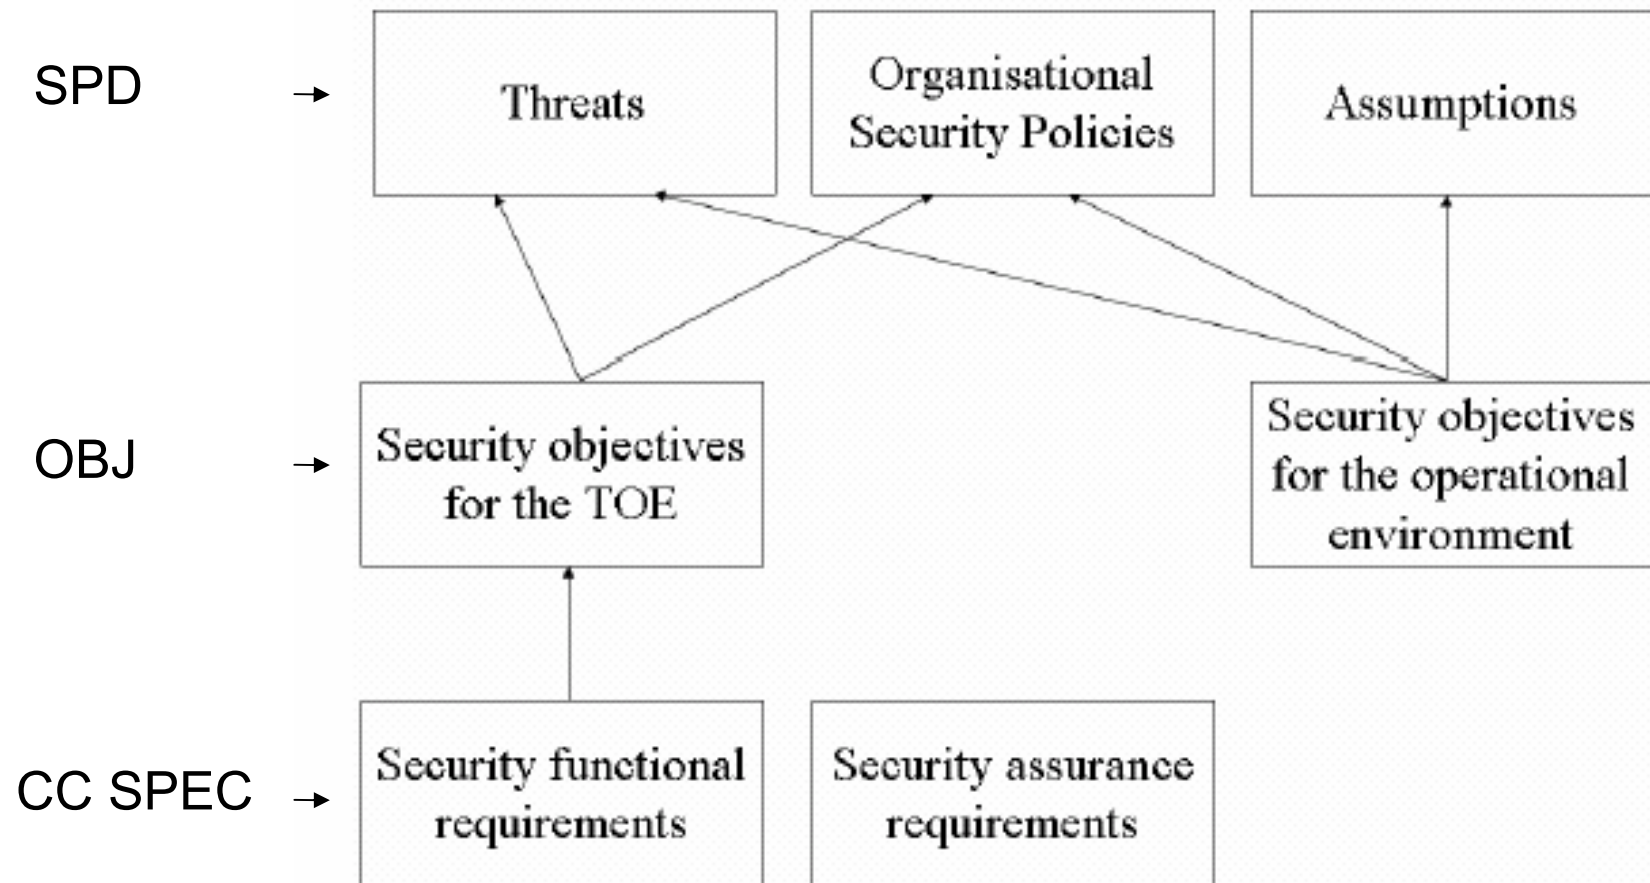 SPD
Threats
Organisational
Security Policies
Assumptions
OBJ
Security objectives
for the TOE
Security objectives
for the operational
environment
CC SPEC
Security functional
requirements
Security assurance
requirements